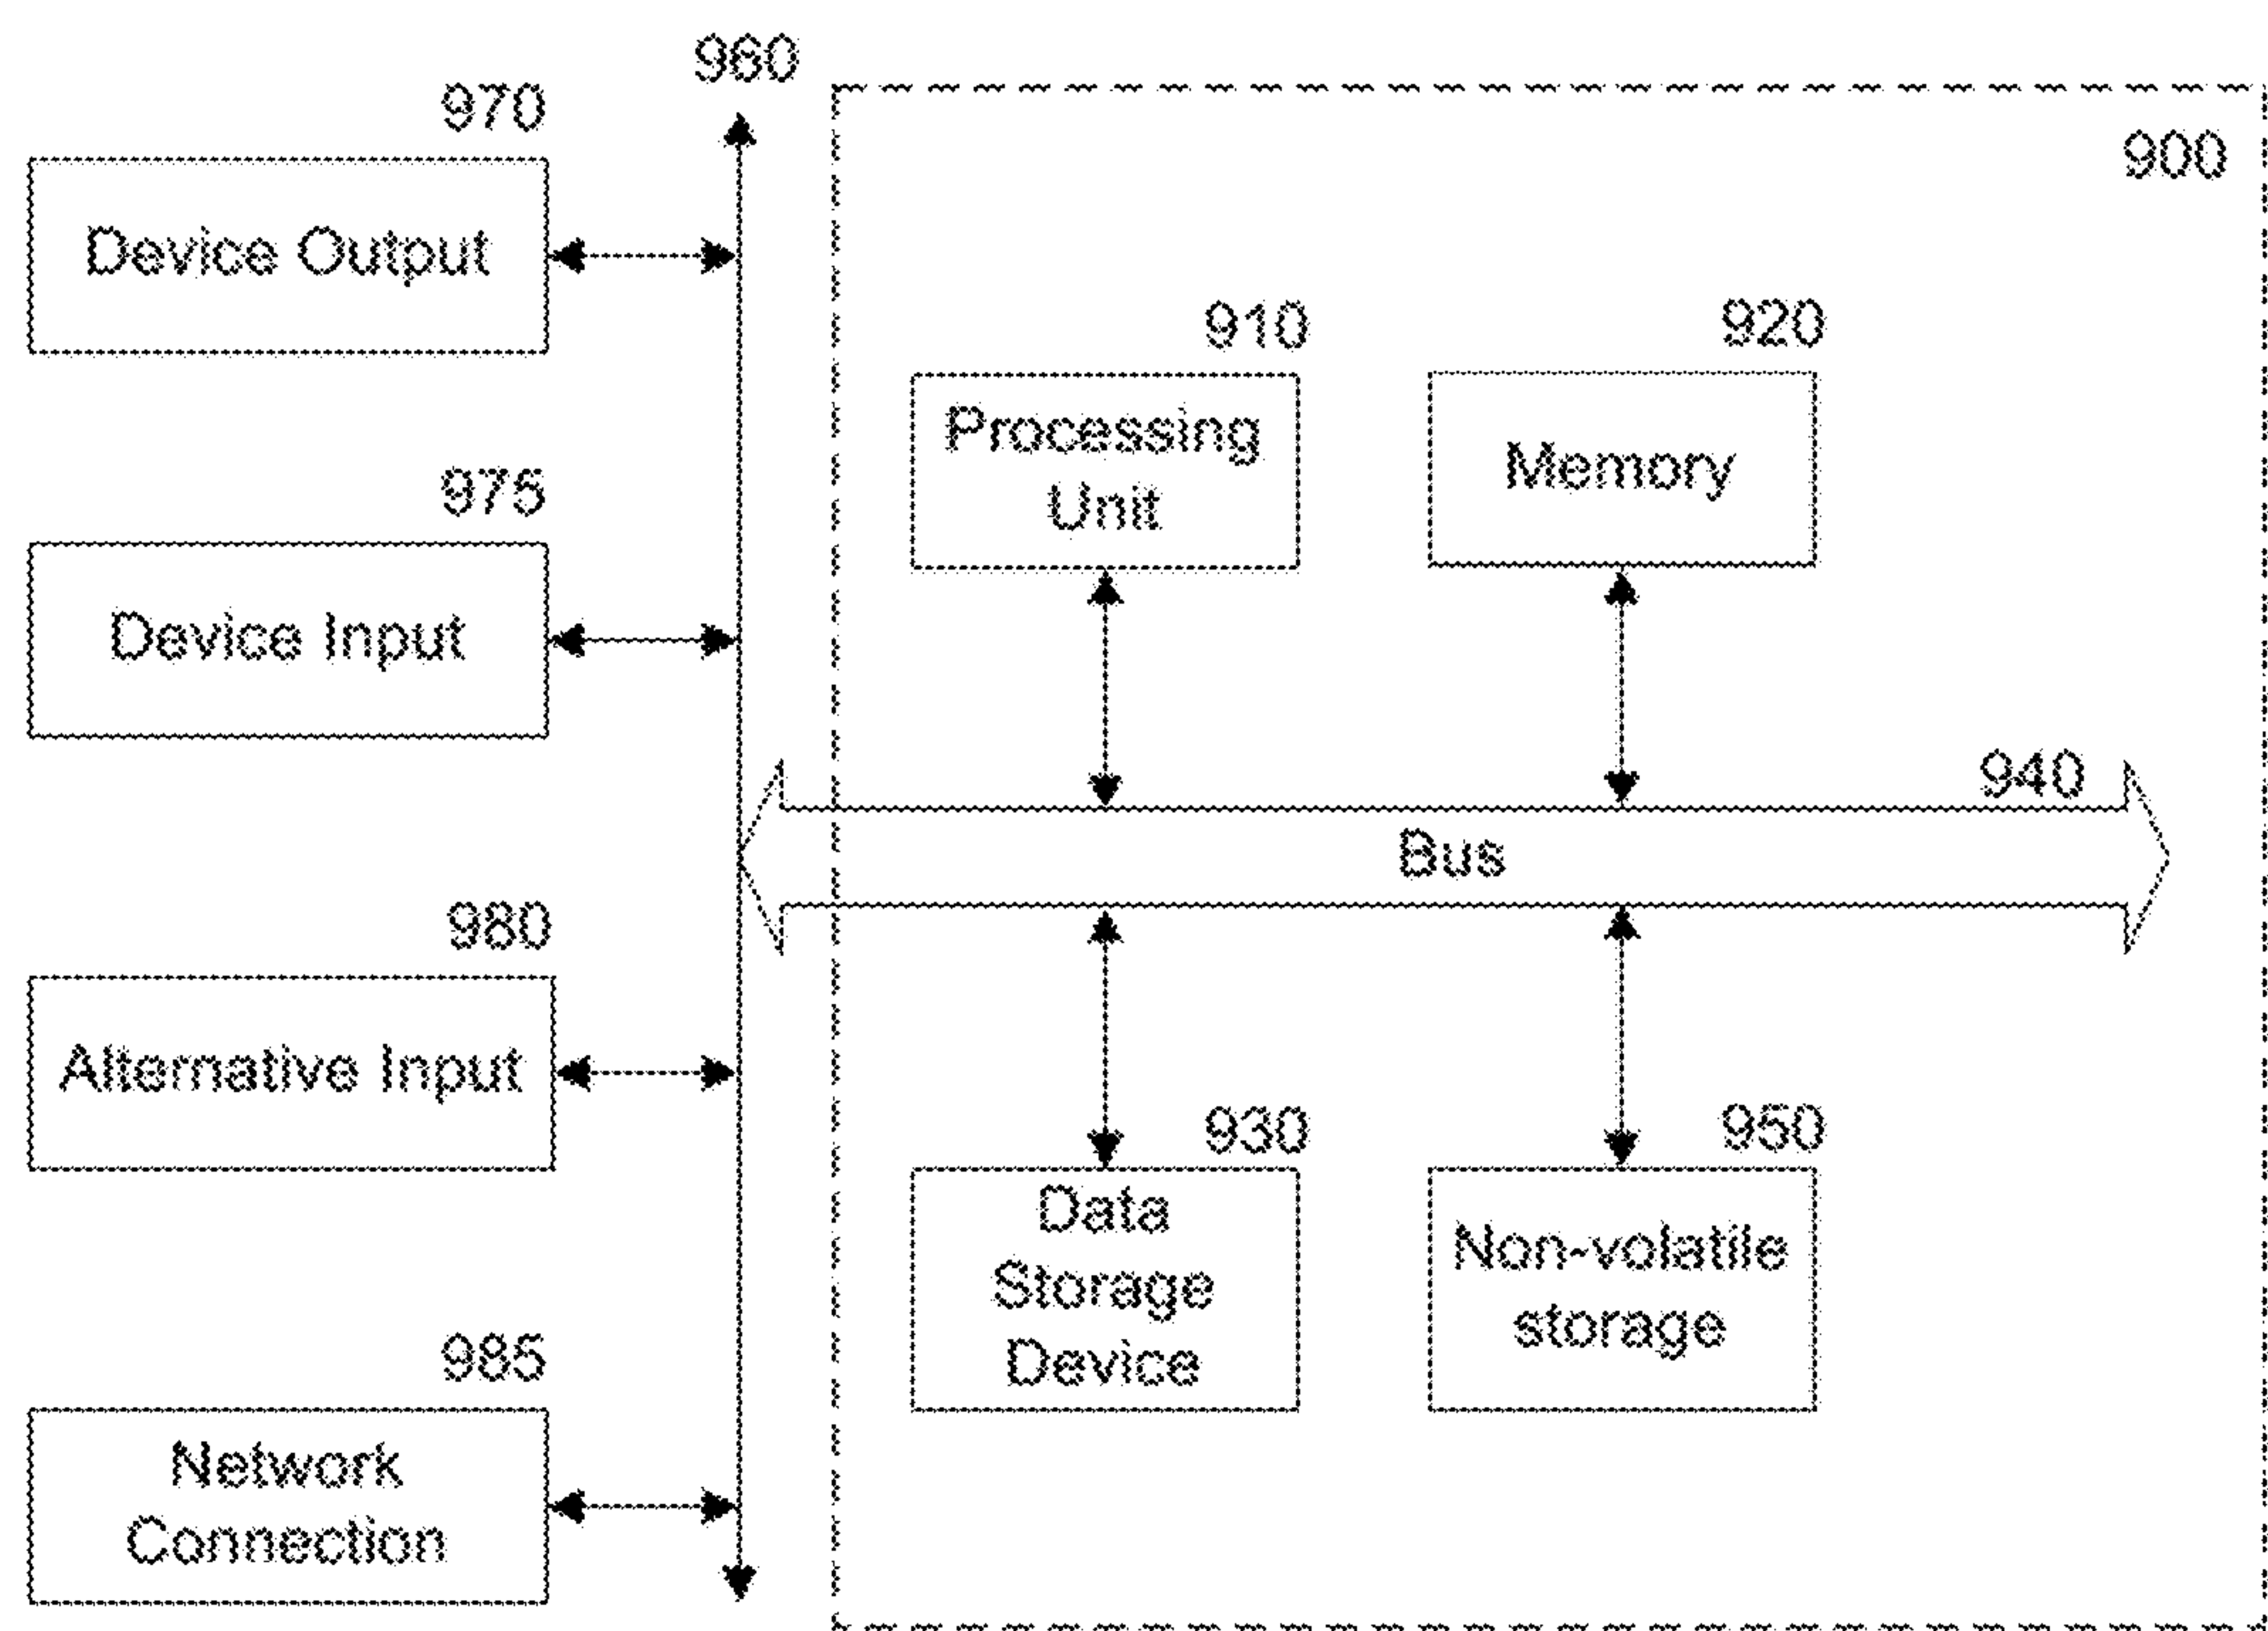 960
970
900
Device Output
910
920
Processing
Unit
Memory
975
Device Input
940
Bus
980
Alternative Input
930
950
Data
Storage
Device
Non-volatile
storage
985
Network
Connection